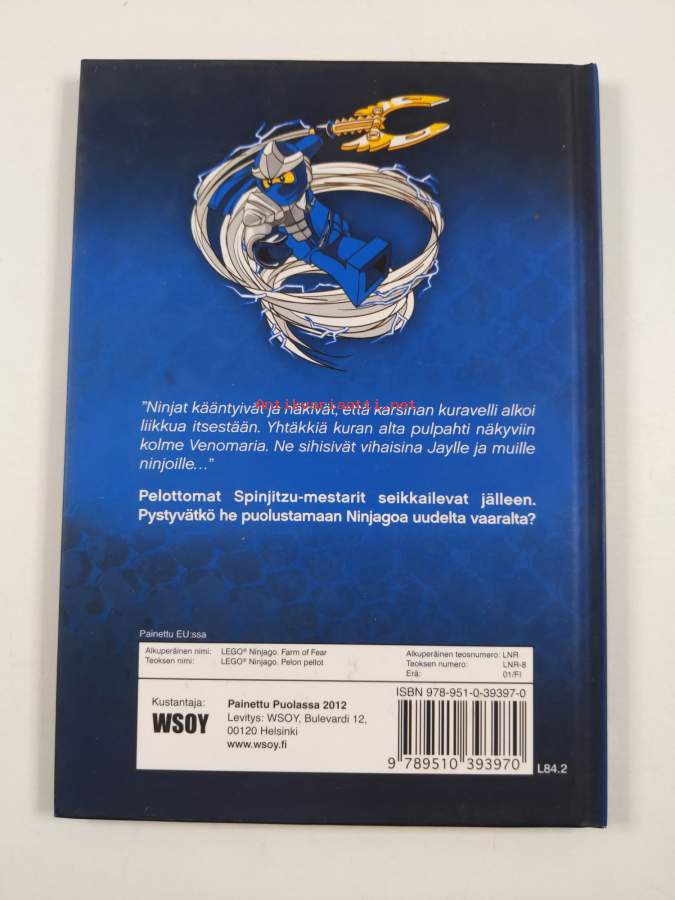 Antikvariaatti.net
”Ninjat kääntyivät ja näkivät, että karsinan kuravelli alkoi
liikkua itsestään. Yhtäkkiä kuran alta pulpahti näkyviin
kolme Venomaria. Ne sihisivät vihaisina Jaylle ja muille
ninjoille…”
Pelottomat Spinjitzu-mestarit seikkailevat jälleen.
Pystyvätkö he puolustamaan Ninjagoa uudelta vaaralta?
Painettu EU:ssa
Alkuperäinen nimi: LEGO® Ninjago. Farm of Fear Alkuperäinen teosnumero: LNR
Teoksen nimi: LEGO® Ninjago. Pelon pellot Teoksen numero: LNR-8
Erä: 01/FI
Kustantaja:
WSOY
Painettu Puolassa 2012
Levitys: WSOY, Bulevardi 12,
00120 Helsinki
www.wsoy.fi
ISBN 978-951-0-39397-0
9 789510 393970
L84.2